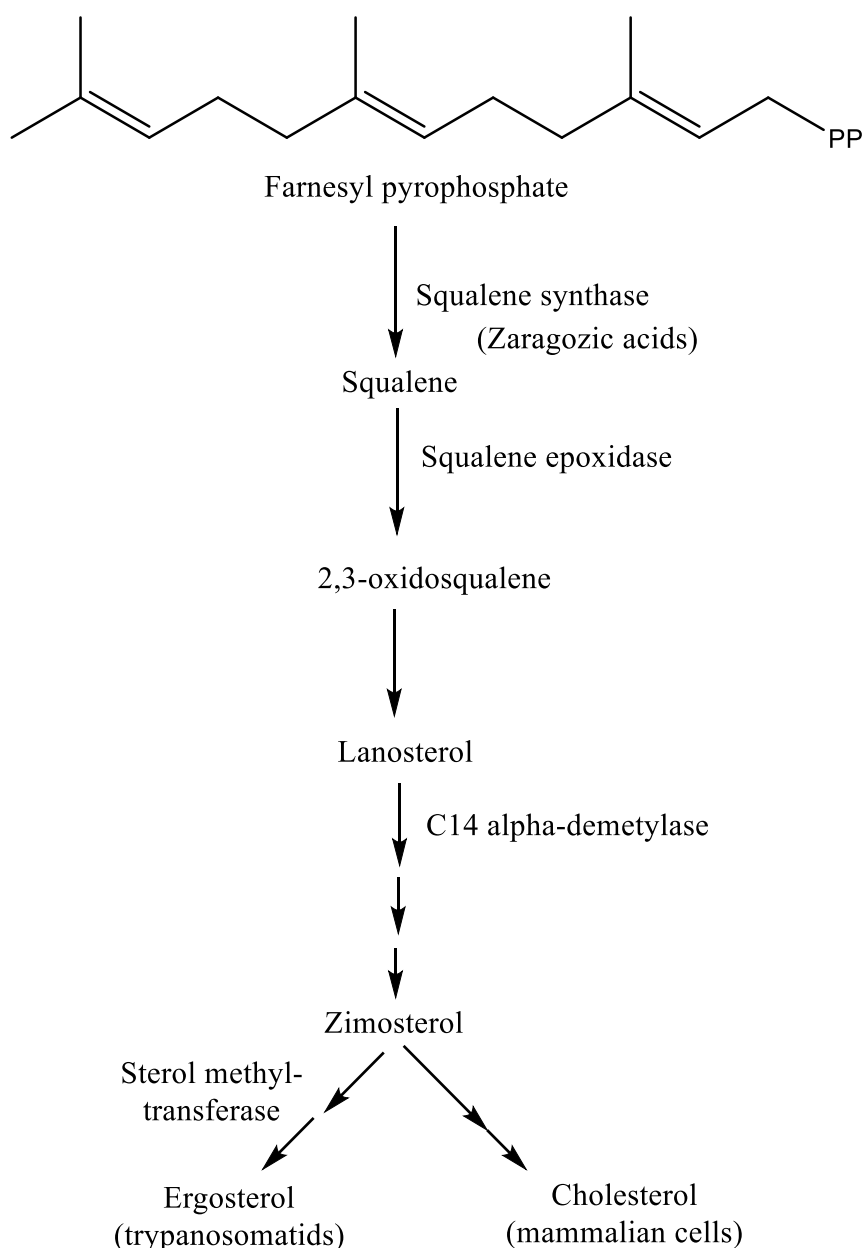 PP
Farnesyl pyrophosphate
Squalene synthase
(Zaragozic acids)
Squalene
Squalene epoxidase
2,3-oxidosqualene
Lanosterol
C14 alpha-demetylase
Zimosterol
Sterol methyl-
transferase
Ergosterol
(trypanosomatids)
Cholesterol
(mammalian cells)